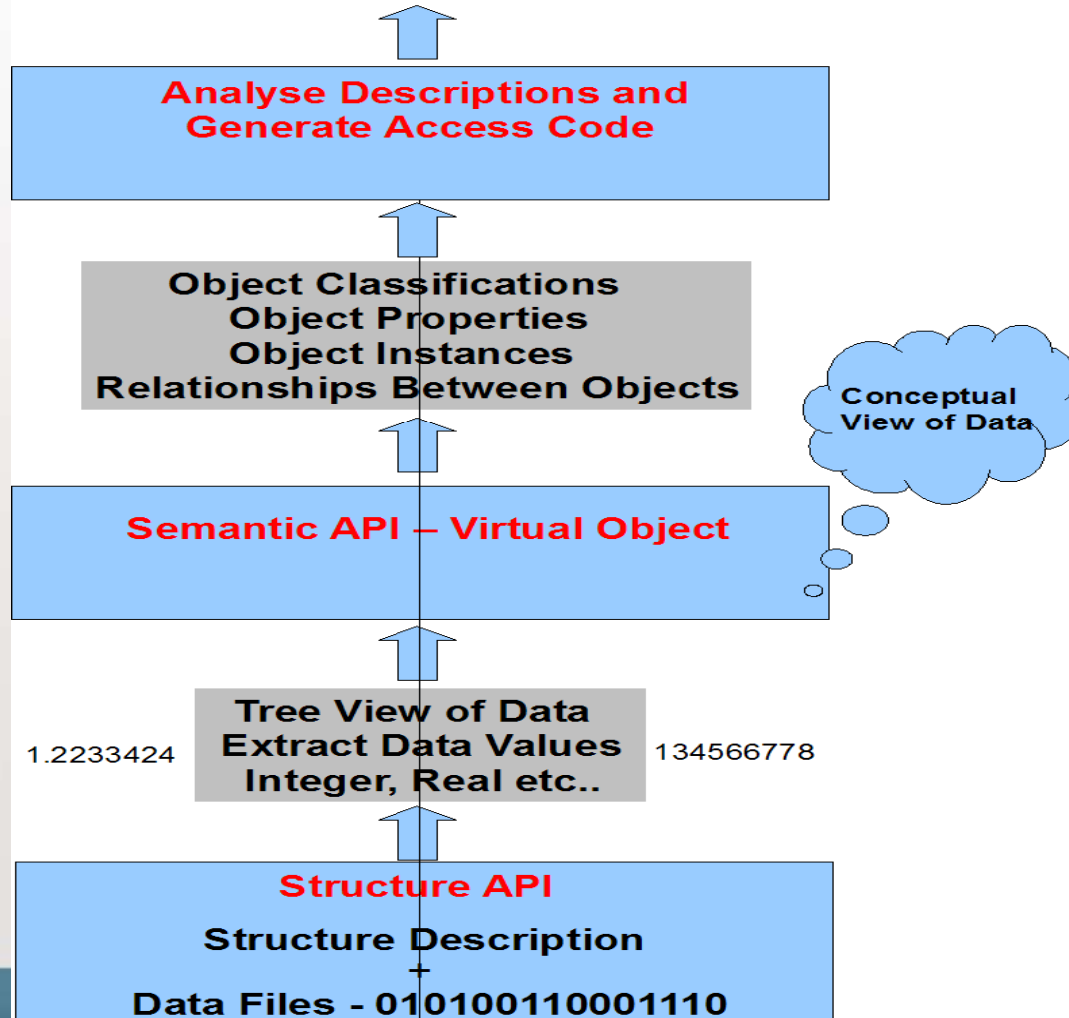 Analyse Descriptions and
Generate Access Code
Object Classifications
Object Properties
Object Instances
Relationships Between Objects
Conceptual
View of Data
Semantic API – Virtual Object
Tree View of Data
1.2233424
Extract Data Values
134566778
Integer, Real etc..
Structure API
Structure Description
+
Data Files - 010100110001110